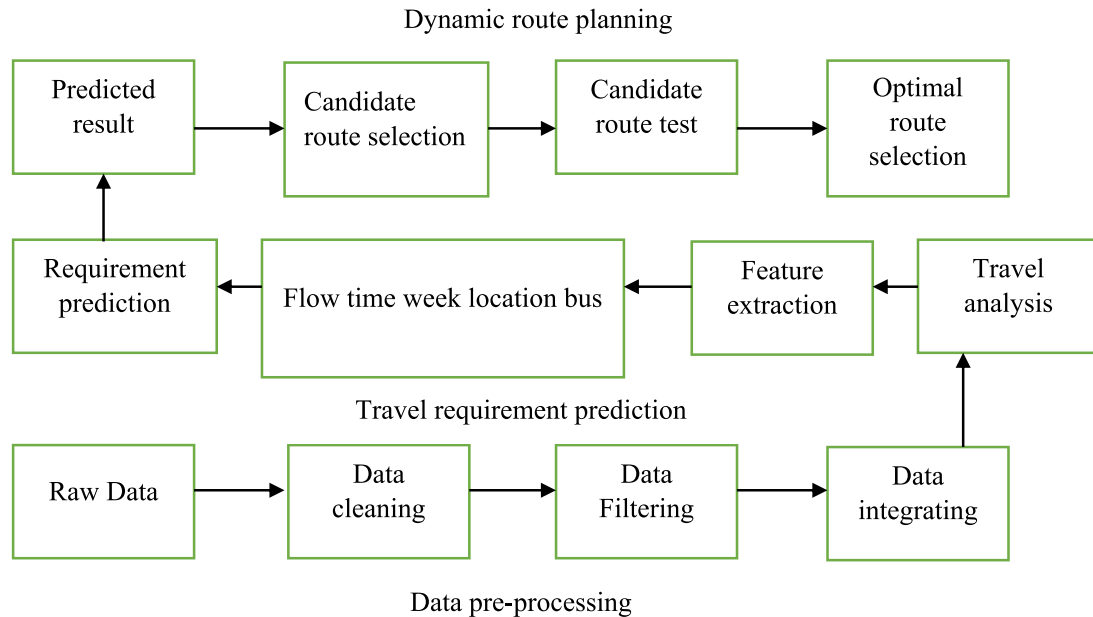 Dynamic route planning
Predicted
result
Candidate
route selection
Candidate
route test
Optimal
route
selection
Requirement
prediction
Flow time week location bus
Feature
extraction
Travel
analysis
Travel requirement prediction
Raw Data
Data
cleaning
Data
Filtering
Data
integrating
Data pre-processing